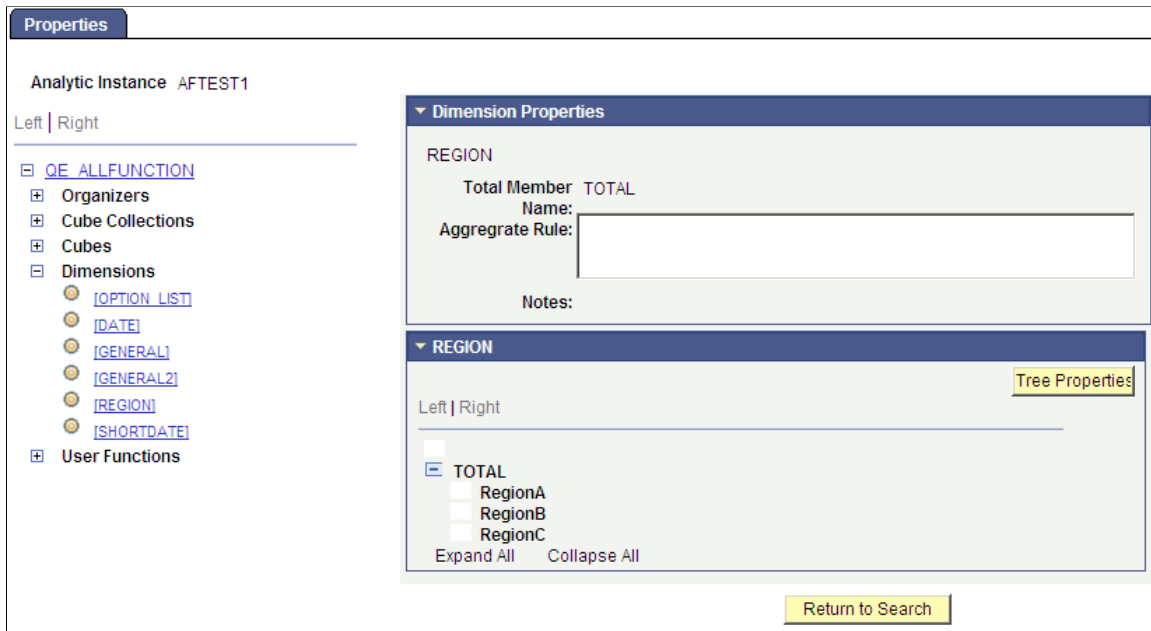 Properties
Analytic Instance AFTEST1
Left | Right
QE_ALLFUNCTION
Organizers
Cube Collections
Cubes
Dimensions
[OPTION_LIST]
[DATE]
[GENERAL]
[GENERAL2]
[REGION]
[SHORTDATE]
User Functions
Dimension Properties
REGION
Total Member Name: TOTAL
Aggregrate Rule:
Notes:
REGION
Tree Properties
Left | Right
TOTAL
RegionA
RegionB
RegionC
Expand All Collapse All
Return to Search